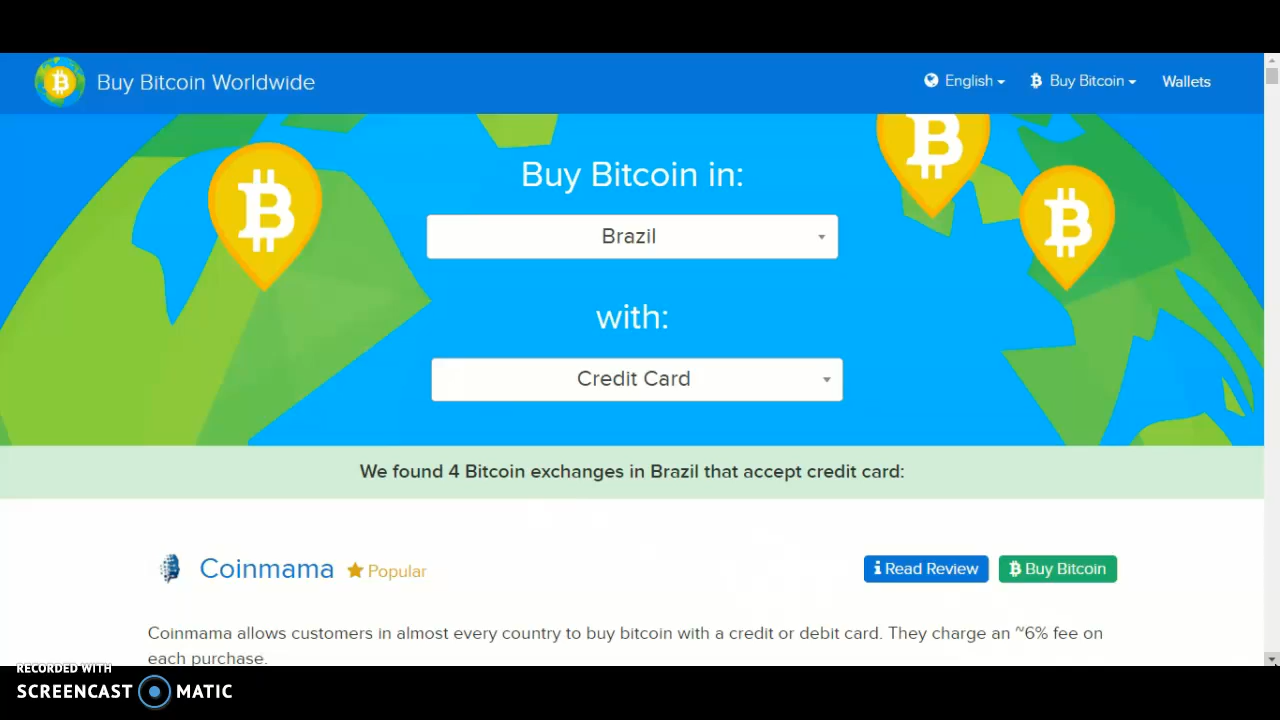 Buy Bitcoin Worldwide
English
Buy Bitcoin
Wallets
Buy Bitcoin in:
Brazil
with:
Credit Card
We found 4 Bitcoin exchanges in Brazil that accept credit card:
Coinmama
Popular
Read Review
Buy Bitcoin
Coinmama allows customers in almost every country to buy bitcoin with a credit or debit card. They charge an ~6% fee on
each purchase.
RECORDED WITH
SCREENCAST MATIC